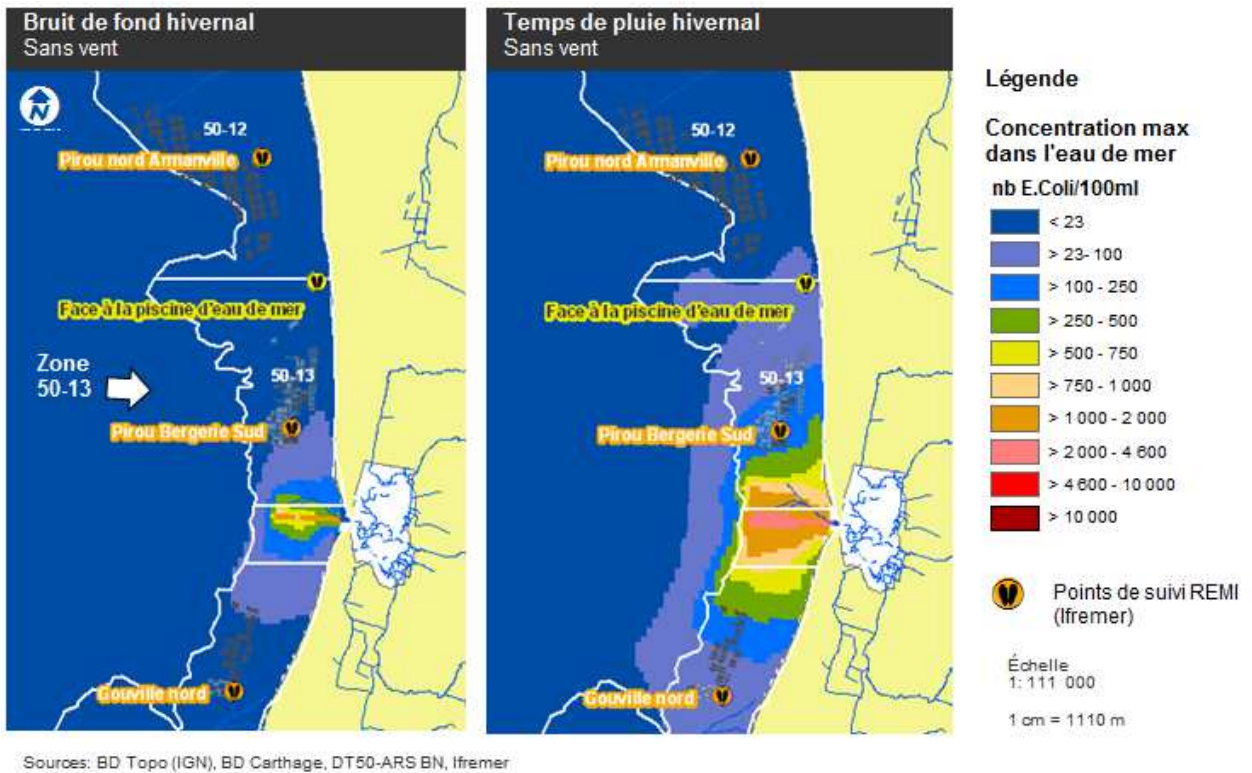 Bruit de fond hivernal
Sans vent
Temps de pluie hivernal
Sans vent
N
50-12
Pirou nord Armanville
Face à la piscine d'eau de mer
Zone
50-13
50-13
Pirou Bergerie Sud
Gouville nord
50-12
Pirou nord Armanville
Face à la piscine d'eau de mer
50-13
Pirou Bergerie Sud
Gouville nord
Légende
Concentration max
dans l'eau de mer
nb E.Coli/100ml
< 23
> 23- 100
> 100 - 250
> 250 - 500
> 500 - 750
> 750 - 1 000
> 1 000 - 2 000
> 2 000 - 4 600
> 4 600 - 10 000
> 10 000
Points de suivi REMI
(Ifremer)
Échelle
1: 111 000
1 cm = 1110 m
Sources: BD Topo (IGN), BD Carthage, DT50-ARS BN, Ifremer